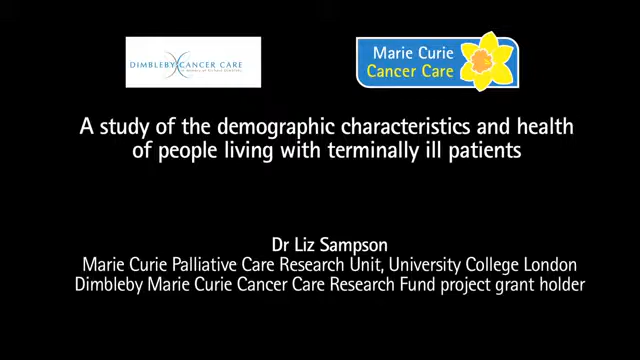 DIMBLEBY CANCER CARE
Marie Curie
Cancer Care
A study of the demographic characteristics and health
of people living with terminally ill patients
Dr Liz Sampson
Marie Curie Palliative Care Research Unit, University College London
Dimbleby Marie Curie Cancer Care Research Fund project grant holder